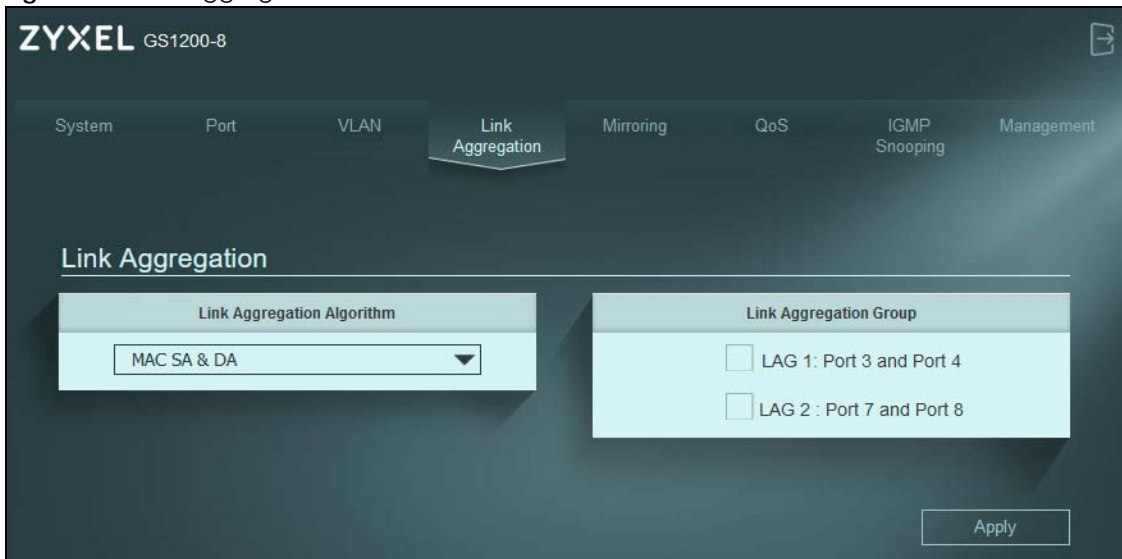 ZYXEL GS1200-8
System Port VLAN Link Aggregation Mirroring QoS IGMP Snooping Management
Link Aggregation
Link Aggregation Algorithm
MAC SA & DA
Link Aggregation Group
LAG 1: Port 3 and Port 4
LAG 2 : Port 7 and Port 8
Apply